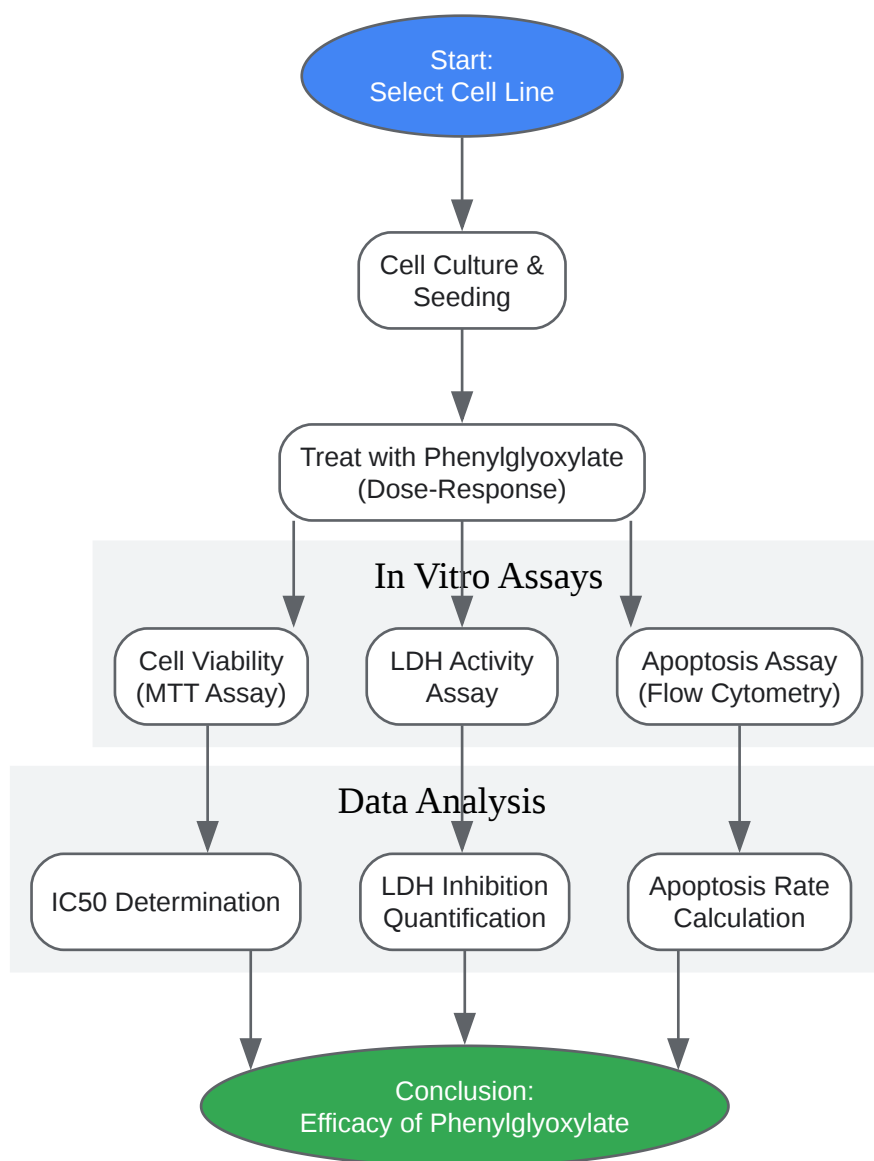 Start:
Select Cell Line
Cell Culture &
Seeding
Treat with Phenylglyoxylate
(Dose-Response)
In Vitro Assays
Cell Viability
(MTT Assay)
LDH Activity
Assay
Apoptosis Assay
(Flow Cytometry)
Data Analysis
IC50 Determination
LDH Inhibition
Quantification
Apoptosis Rate
Calculation
Conclusion:
Efficacy of Phenylglyoxylate